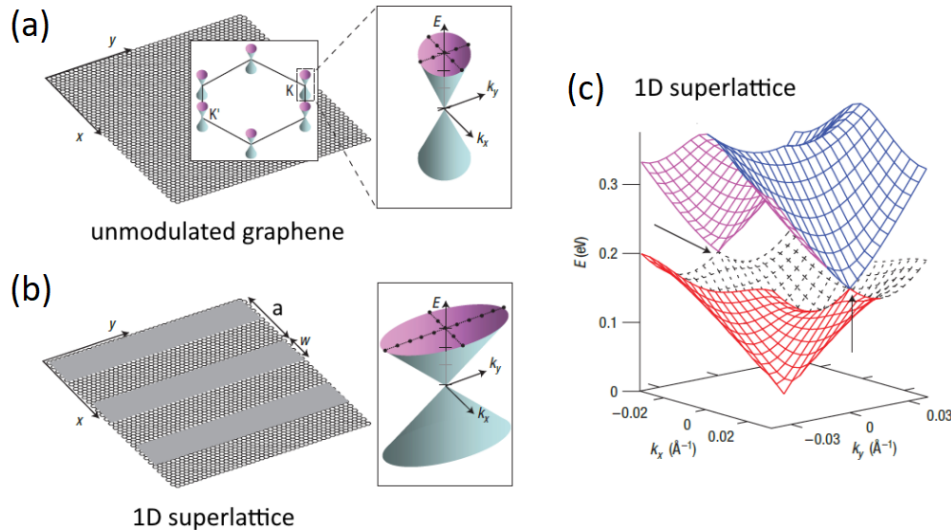 (a)
y
x
K
K'
E
k_y
k_x
unmodulated graphene
(b)
y
a
w
x
E
k_y
k_x
1D superlattice
(c) 1D superlattice
E (eV)
0.3
0.2
0.1
0
−0.02
0
0.02
k_x (Å⁻¹)
−0.03
0
0.03
k_y (Å⁻¹)